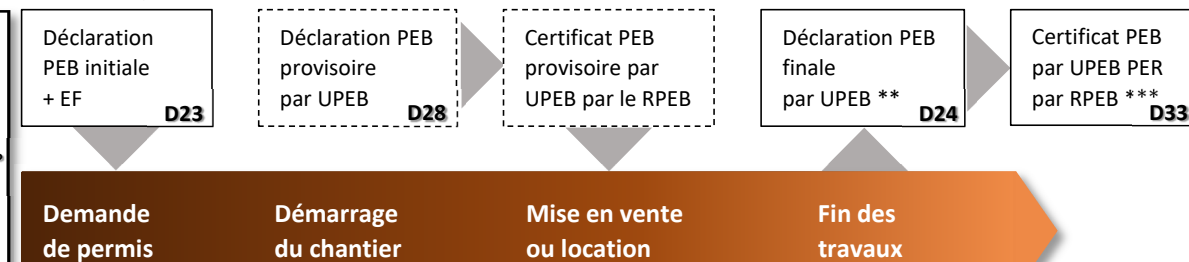 Déclaration
PEB initiale
+ EF
D23
Déclaration PEB
provisoire
par UPEB
D28
Certificat PEB
provisoire par
UPEB par le RPEB
Déclaration PEB
finale
par UPEB **
D24
Certificat PEB
par UPEB PER
par RPEB ***
D33
Demande
de permis
Démarrage
du chantier
Mise en vente
ou location
Fin des
travaux